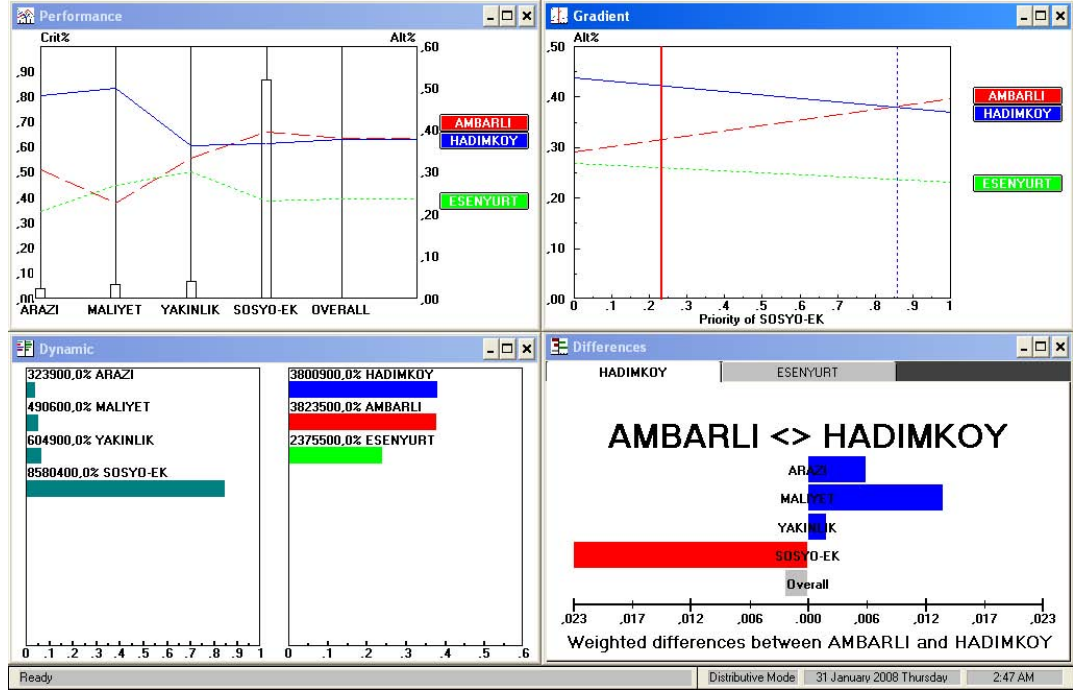 Performance
Crit%
Alt%
,90
,80
,70
,60
,50
,40
,30
,20
,10
,00
,60
,50
,40
,30
,20
,10
,00
AMBARLI
HADIMKOY
ESENYURT
ARAZI MALIYET YAKINLIK SOSYO-EK OVERALL
Gradient
Alt%
,50
,40
,30
,20
,10
,00
0 .1 .2 .3 .4 .5 .6 .7 .8 .9 1
Priority of SOSYO-EK
AMBARLI
HADIMKOY
ESENYURT
Dynamic
323900,0% ARAZI
490600,0% MALIYET
604900,0% YAKINLIK
8580400,0% SOSYO-EK
0 .1 .2 .3 .4 .5 .6 .7 .8 .9 1
3800900,0% HADIMKOY
3823500,0% AMBARLI
2375500,0% ESENYURT
0 .1 .2 .3 .4 .5 .6
Differences
HADIMKOY ESENYURT
AMBARLI <> HADIMKOY
ARAZI
MALIYET
YAKINLIK
SOSYO-EK
Overall
,023 ,017 ,012 ,006 ,000 ,006 ,012 ,017 ,023
Weighted differences between AMBARLI and HADIMKOY
Ready
Distributive Mode 31 January 2008 Thursday 2:47 AM